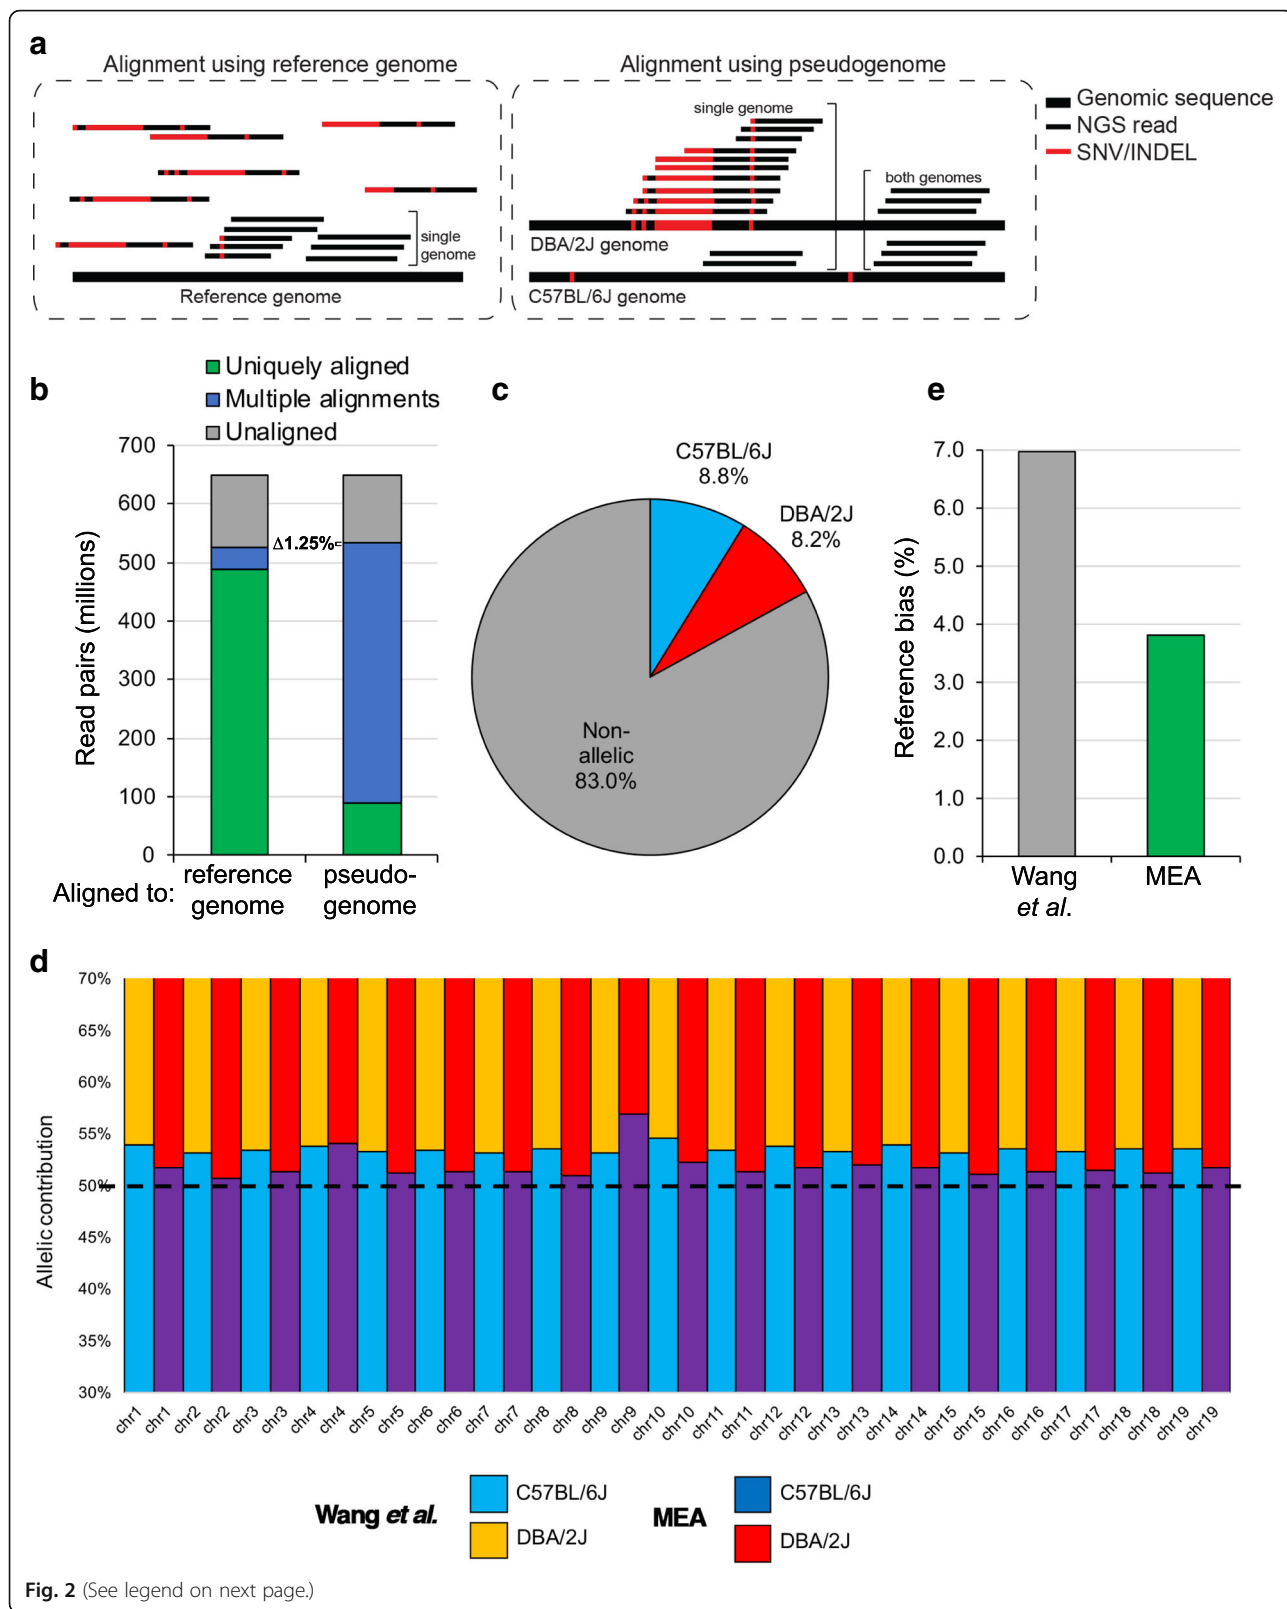 a
Alignment using reference genome
single
genome
Reference genome
Alignment using pseudogenome
single genome
both genomes
DBA/2J genome
C57BL/6J genome
Genomic sequence
NGS read
SNV/INDEL
b
Uniquely aligned
Multiple alignments
Unaligned
Read pairs (millions)
700
600
500
400
300
200
100
0
Δ1.25%
Aligned to:
reference
genome
pseudo-
genome
c
C57BL/6J
8.8%
DBA/2J
8.2%
Non-
allelic
83.0%
e
Reference bias (%)
7.0
6.0
5.0
4.0
3.0
2.0
1.0
0.0
Wang
et al.
MEA
d
Allelic contribution
70%
65%
60%
55%
50%
45%
40%
35%
30%
chr1 chr1 chr2 chr2 chr3 chr3 chr4 chr4 chr5 chr5 chr6 chr6 chr7 chr7 chr8 chr8 chr9 chr9 chr10 chr10 chr11 chr11 chr12 chr12 chr13 chr13 chr14 chr14 chr15 chr15 chr16 chr16 chr17 chr17 chr18 chr18 chr19 chr19
Wang et al.
C57BL/6J
DBA/2J
MEA
C57BL/6J
DBA/2J
Fig. 2 (See legend on next page.)